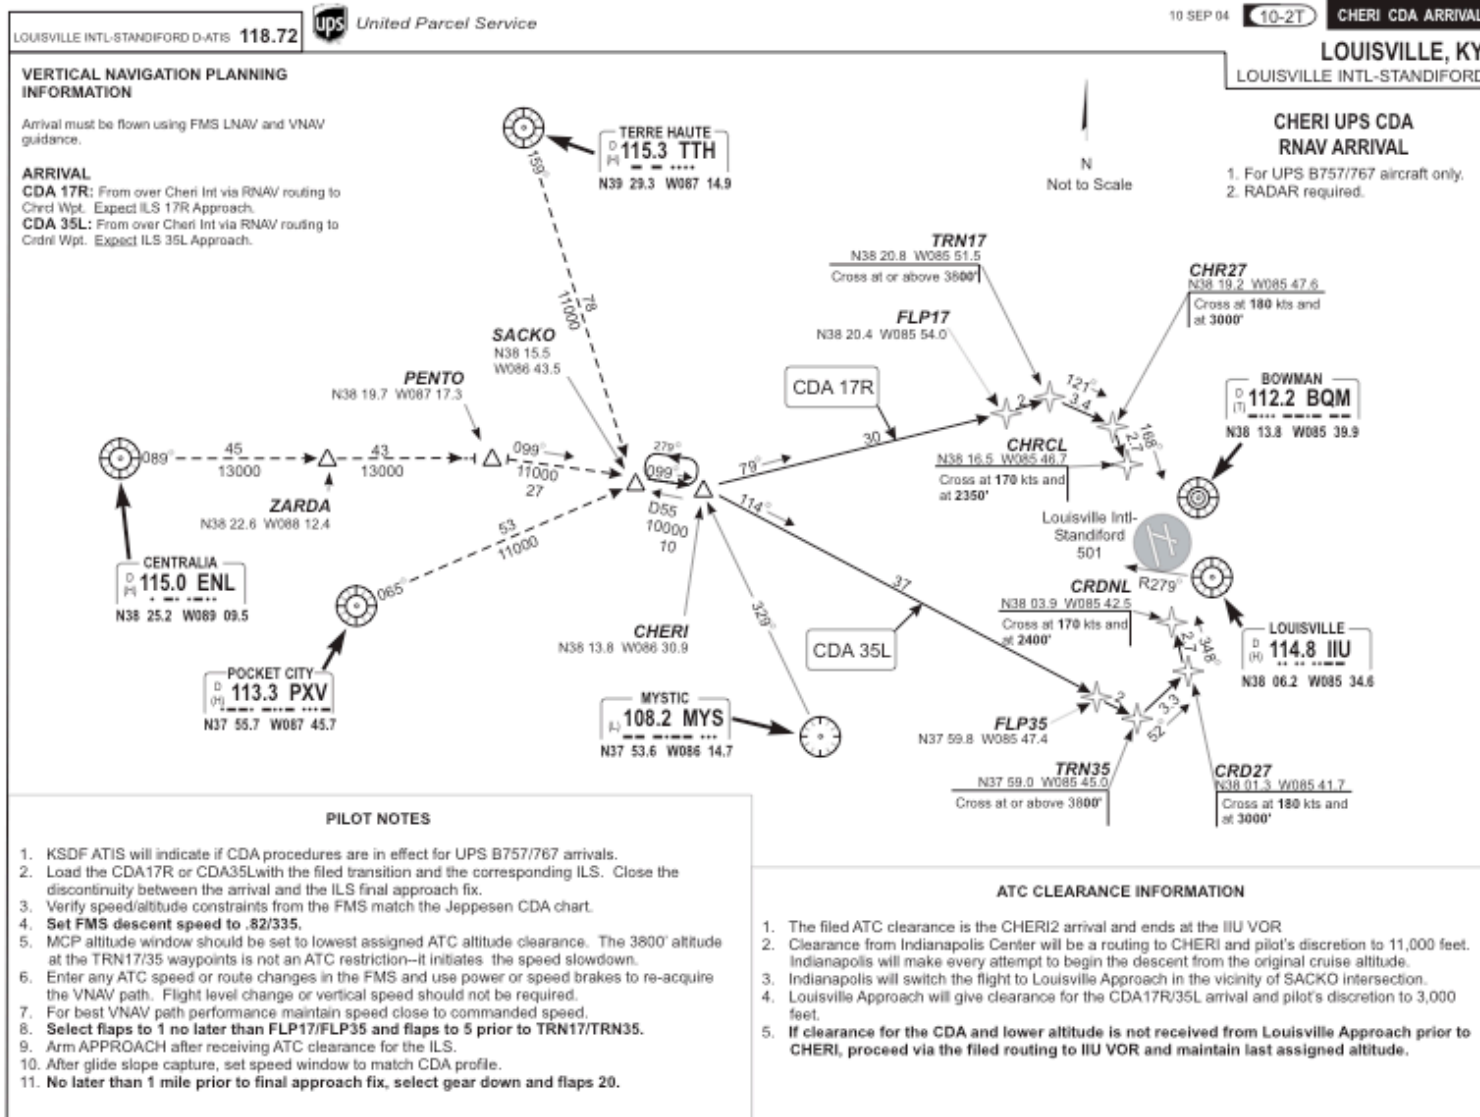 LOUISVILLE INTL-STANDIFORD D-ATIS 118.72
ups United Parcel Service
10 SEP 04 10-2T CHERI CDA ARRIVAL
LOUISVILLE, KY
LOUISVILLE INTL-STANDIFORD
VERTICAL NAVIGATION PLANNING
INFORMATION
Arrival must be flown using FMS LNAV and VNAV
guidance.
ARRIVAL
CDA 17R: From over Cheri Int via RNAV routing to
Chrcl Wpt. Expect ILS 17R Approach.
CDA 35L: From over Cheri Int via RNAV routing to
Crdnl Wpt. Expect ILS 35L Approach.
CHERI UPS CDA
RNAV ARRIVAL
1. For UPS B757/767 aircraft only.
2. RADAR required.
N
Not to Scale
TERRE HAUTE
D
(H) 115.3 TTH
N39 29.3 W087 14.9
159°
78
11000
SACKO
N38 15.5
W086 43.5
PENTO
N38 19.7 W087 17.3
089°
45
13000
43
13000
099°
11000
27
ZARDA
N38 22.6 W088 12.4
CENTRALIA
D
(H) 115.0 ENL
N38 25.2 W089 09.5
53
11000
065°
POCKET CITY
D
(H) 113.3 PXV
N37 55.7 W087 45.7
279°
099°
D55
10000
10
CHERI
N38 13.8 W086 30.9
MYSTIC
(L) 108.2 MYS
N37 53.6 W086 14.7
329°
TRN17
N38 20.8 W085 51.5
Cross at or above 3800'
FLP17
N38 20.4 W085 54.0
CHR27
N38 19.2 W085 47.6
Cross at 180 kts and
at 3000'
CDA 17R
79°
30
2
121°
3.4
168°
2.7
CHRCL
N38 16.5 W085 46.7
Cross at 170 kts and
at 2350'
BOWMAN
D
(T) 112.2 BQM
N38 13.8 W085 39.9
Louisville Intl-
Standiford
501
R279°
LOUISVILLE
D
(H) 114.8 IIU
N38 06.2 W085 34.6
114°
37
CDA 35L
CRDNL
N38 03.9 W085 42.5
Cross at 170 kts and
at 2400'
348°
2.7
2
3.3
52°
FLP35
N37 59.8 W085 47.4
TRN35
N37 59.0 W085 45.0
Cross at or above 3800'
CRD27
N38 01.3 W085 41.7
Cross at 180 kts and
at 3000'
PILOT NOTES
1. KSDF ATIS will indicate if CDA procedures are in effect for UPS B757/767 arrivals.
2. Load the CDA17R or CDA35Lwith the filed transition and the corresponding ILS. Close the
discontinuity between the arrival and the ILS final approach fix.
3. Verify speed/altitude constraints from the FMS match the Jeppesen CDA chart.
4. Set FMS descent speed to .82/335.
5. MCP altitude window should be set to lowest assigned ATC altitude clearance. The 3800' altitude
at the TRN17/35 waypoints is not an ATC restriction--it initiates the speed slowdown.
6. Enter any ATC speed or route changes in the FMS and use power or speed brakes to re-acquire
the VNAV path. Flight level change or vertical speed should not be required.
7. For best VNAV path performance maintain speed close to commanded speed.
8. Select flaps to 1 no later than FLP17/FLP35 and flaps to 5 prior to TRN17/TRN35.
9. Arm APPROACH after receiving ATC clearance for the ILS.
10. After glide slope capture, set speed window to match CDA profile.
11. No later than 1 mile prior to final approach fix, select gear down and flaps 20.
ATC CLEARANCE INFORMATION
1. The filed ATC clearance is the CHERI2 arrival and ends at the IIU VOR
2. Clearance from Indianapolis Center will be a routing to CHERI and pilot's discretion to 11,000 feet.
Indianapolis will make every attempt to begin the descent from the original cruise altitude.
3. Indianapolis will switch the flight to Louisville Approach in the vicinity of SACKO intersection.
4. Louisville Approach will give clearance for the CDA17R/35L arrival and pilot's discretion to 3,000
feet.
5. If clearance for the CDA and lower altitude is not received from Louisville Approach prior to
CHERI, proceed via the filed routing to IIU VOR and maintain last assigned altitude.